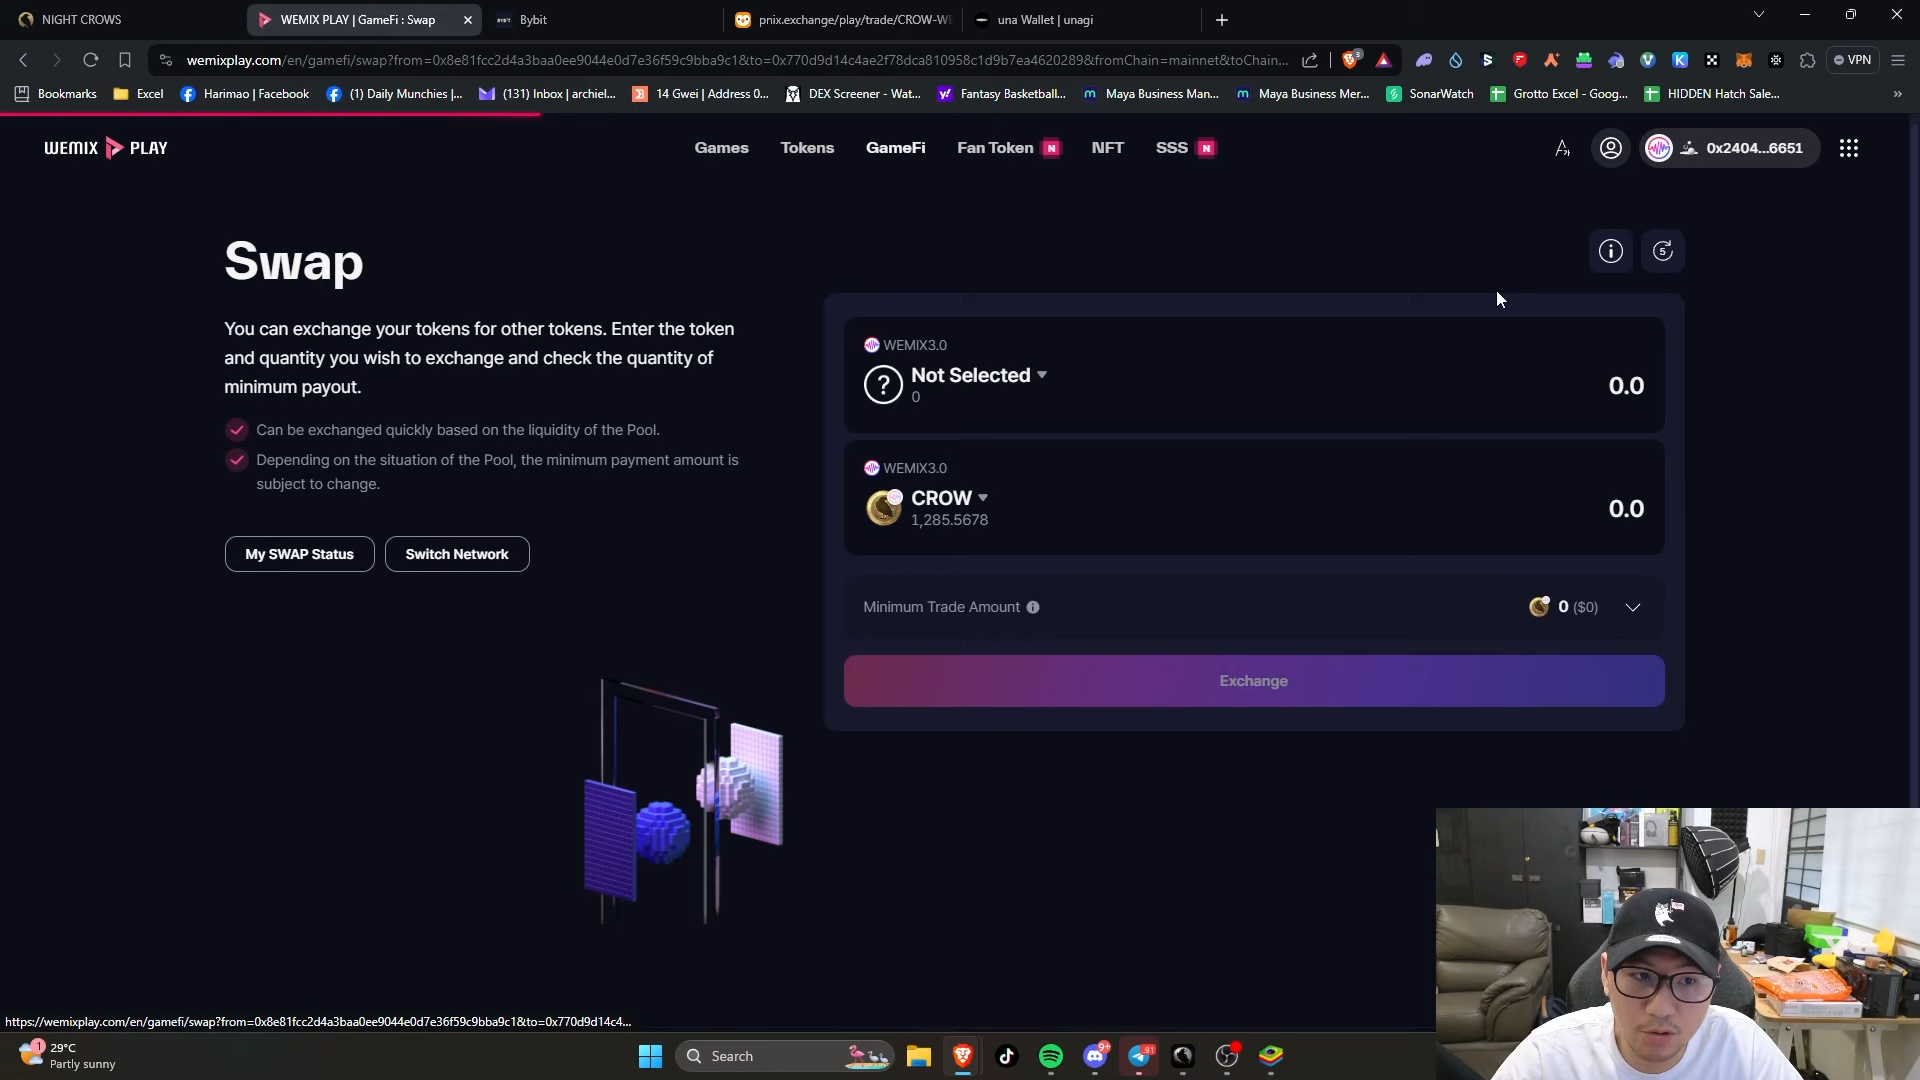 NIGHT CROWS
WEMIX PLAY | GameFi : Swap
BYBIT
Bybit
pnix.exchange/play/trade/CROW-WE
una Wallet | unagi
wemixplay.com/en/gamefi/swap?from=0x8e81fcc2d4a3baa0ee9044e0d7e36f59c9bba9c1&to=0x770d9d14c4ae2f78dca810958c1d9b7ea4620289&fromChain=mainnet&toChain...
3
VPN
Bookmarks
Excel
Harimao | Facebook
(1) Daily Munchies |...
(131) Inbox | archiel...
14 Gwei | Address 0...
DEX Screener - Wat...
Fantasy Basketball...
Maya Business Man...
Maya Business Mer...
SonarWatch
Grotto Excel - Goog...
HIDDEN Hatch Sale...
WEMIX PLAY
Games
Tokens
GameFi
Fan Token N
NFT
SSS N
0x2404...6651
Swap
5
You can exchange your tokens for other tokens. Enter the token
and quantity you wish to exchange and check the quantity of
minimum payout.
Can be exchanged quickly based on the liquidity of the Pool.
Depending on the situation of the Pool, the minimum payment amount is
subject to change.
My SWAP Status
Switch Network
WEMIX3.0
? Not Selected
0
0.0
WEMIX3.0
CROW
1,285.5678
0.0
Minimum Trade Amount
0 ($0)
Exchange
https://wemixplay.com/en/gamefi/swap?from=0x8e81fcc2d4a3baa0ee9044e0d7e36f59c9bba9c1&to=0x770d9d14c4...
1
29°C
Partly sunny
Search
9+
91